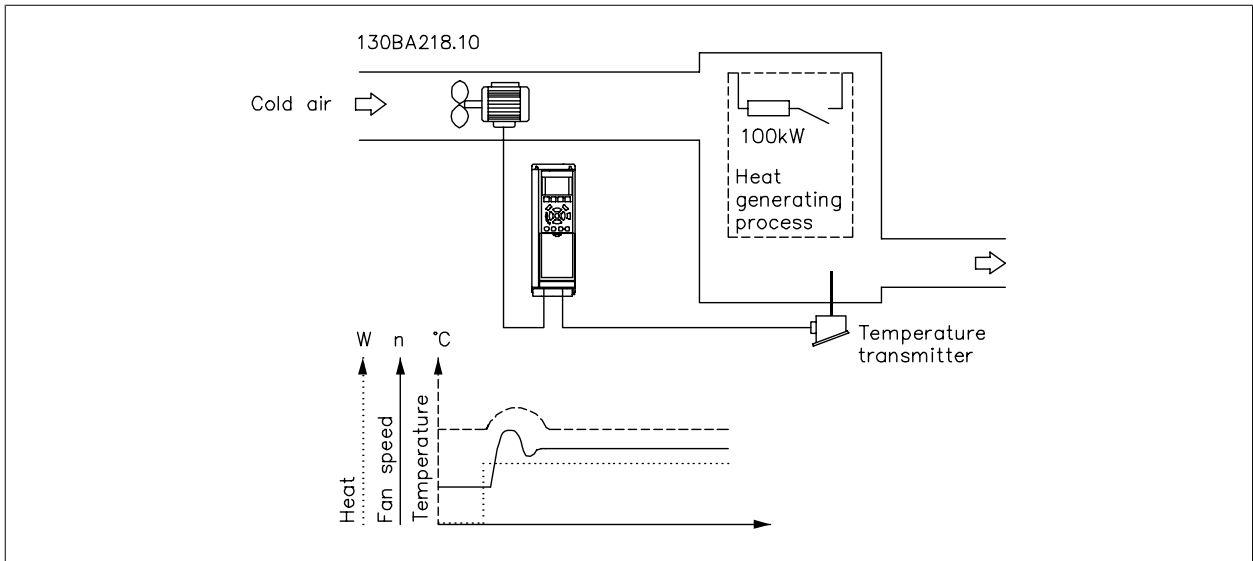 130BA218.10
Cold air
100kW
Heat
generating
process
Temperature
transmitter
W
n
°C
Heat
Fan speed
Temperature